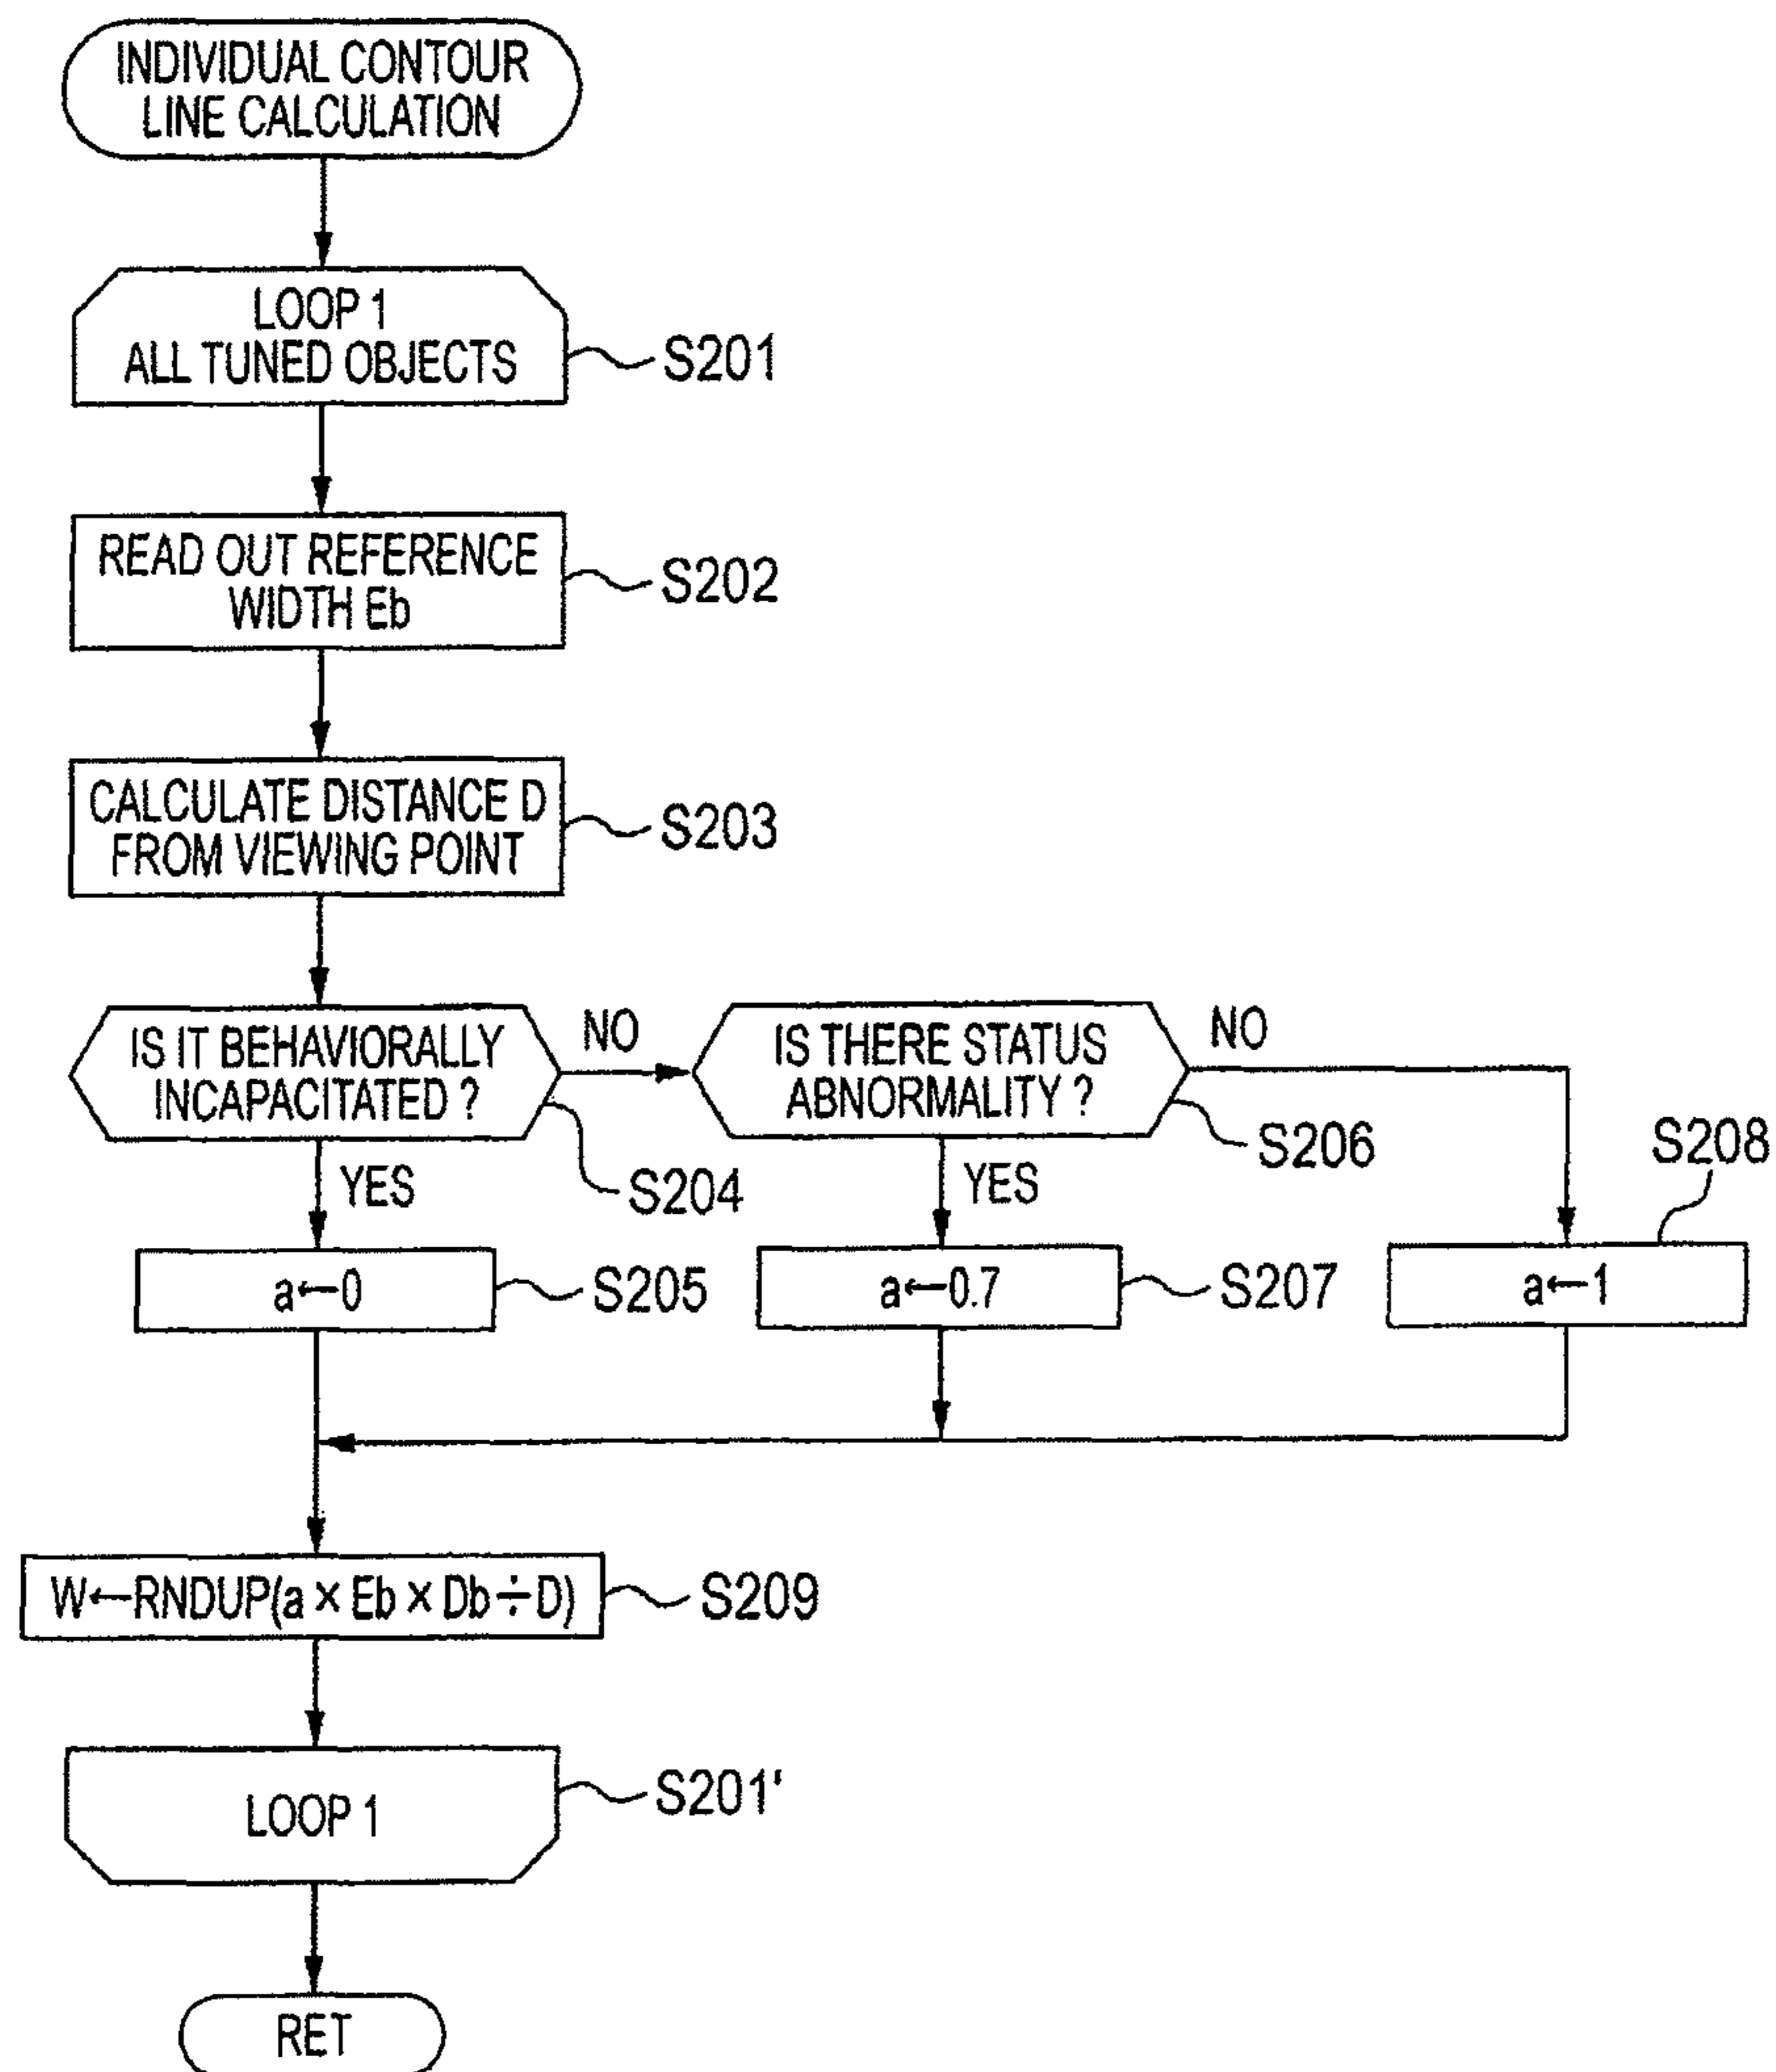 INDIVIDUAL CONTOUR
LINE CALCULATION
LOOP 1
ALL TUNED OBJECTS
S201
READ OUT REFERENCE
WIDTH Eb
S202
CALCULATE DISTANCE D
FROM VIEWING POINT
S203
IS IT BEHAVIORALLY
INCAPACITATED ?
NO
IS THERE STATUS
ABNORMALITY ?
NO
S204
YES
S206
YES
S208
a←0
S205
a←0.7
S207
a←1
W←RNDUP(a × Eb × Db ÷ D)
S209
LOOP 1
S201'
RET